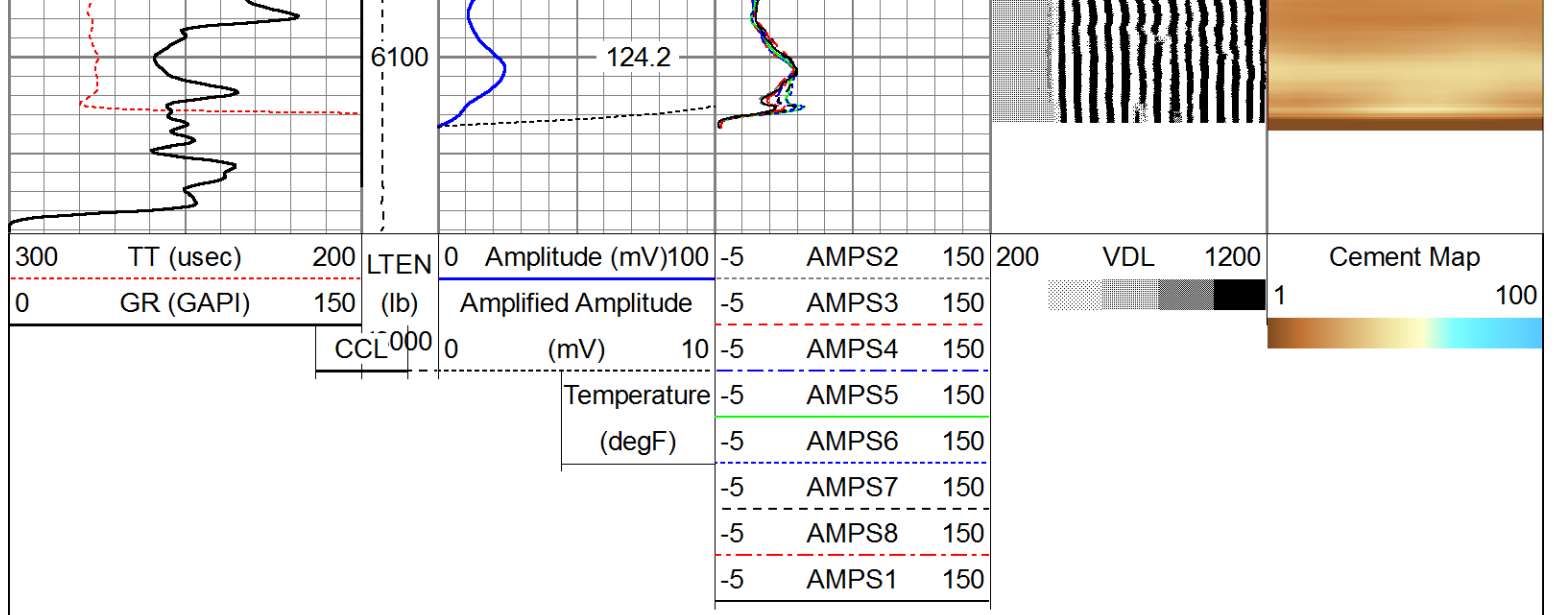 6100 124.2
300 TT (usec) 200
0 GR (GAPI) 150
CCL
LTEN
(lb)
000
0 Amplitude (mV)100
Amplified Amplitude
0 (mV) 10
Temperature
(degF)
-5 AMPS2 150
-5 AMPS3 150
-5 AMPS4 150
-5 AMPS5 150
-5 AMPS6 150
-5 AMPS7 150
-5 AMPS8 150
-5 AMPS1 150
200 VDL 1200
Cement Map
1 100